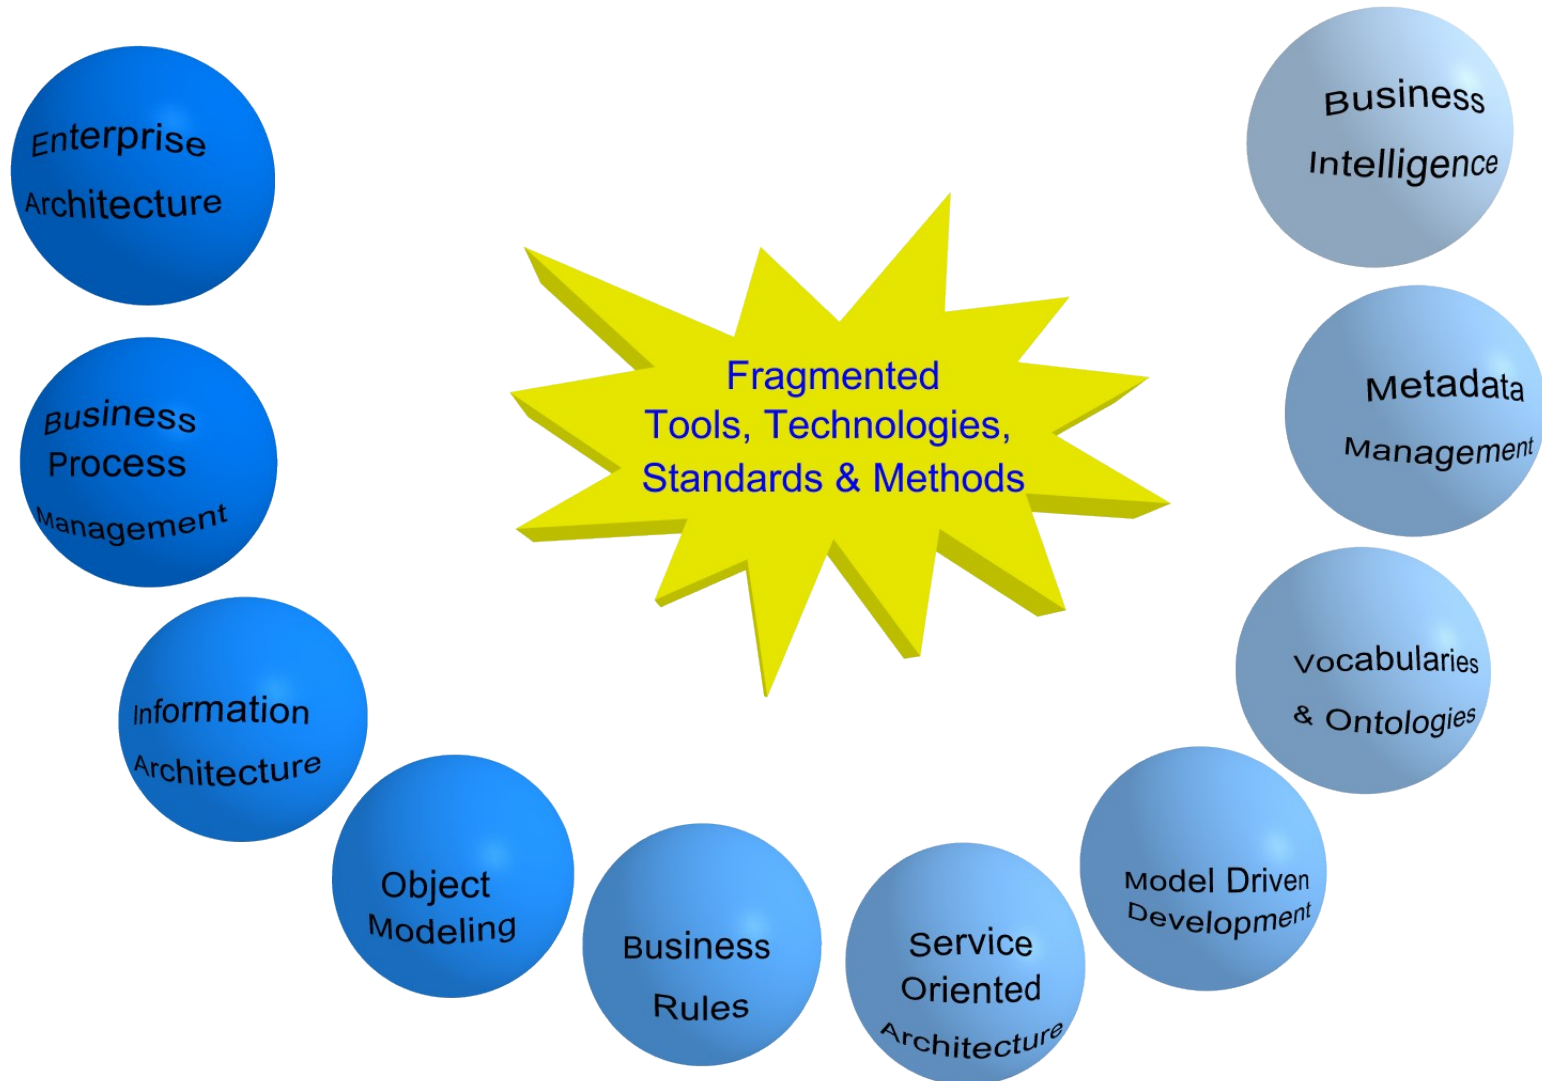 Enterprise
Architecture
Business
Process
Management
Information
Architecture
Object
Modeling
Business
Rules
Service
Oriented
Architecture
Model Driven
Development
Vocabularies
& Ontologies
Metadata
Management
Business
Intelligence
Fragmented
Tools, Technologies,
Standards & Methods